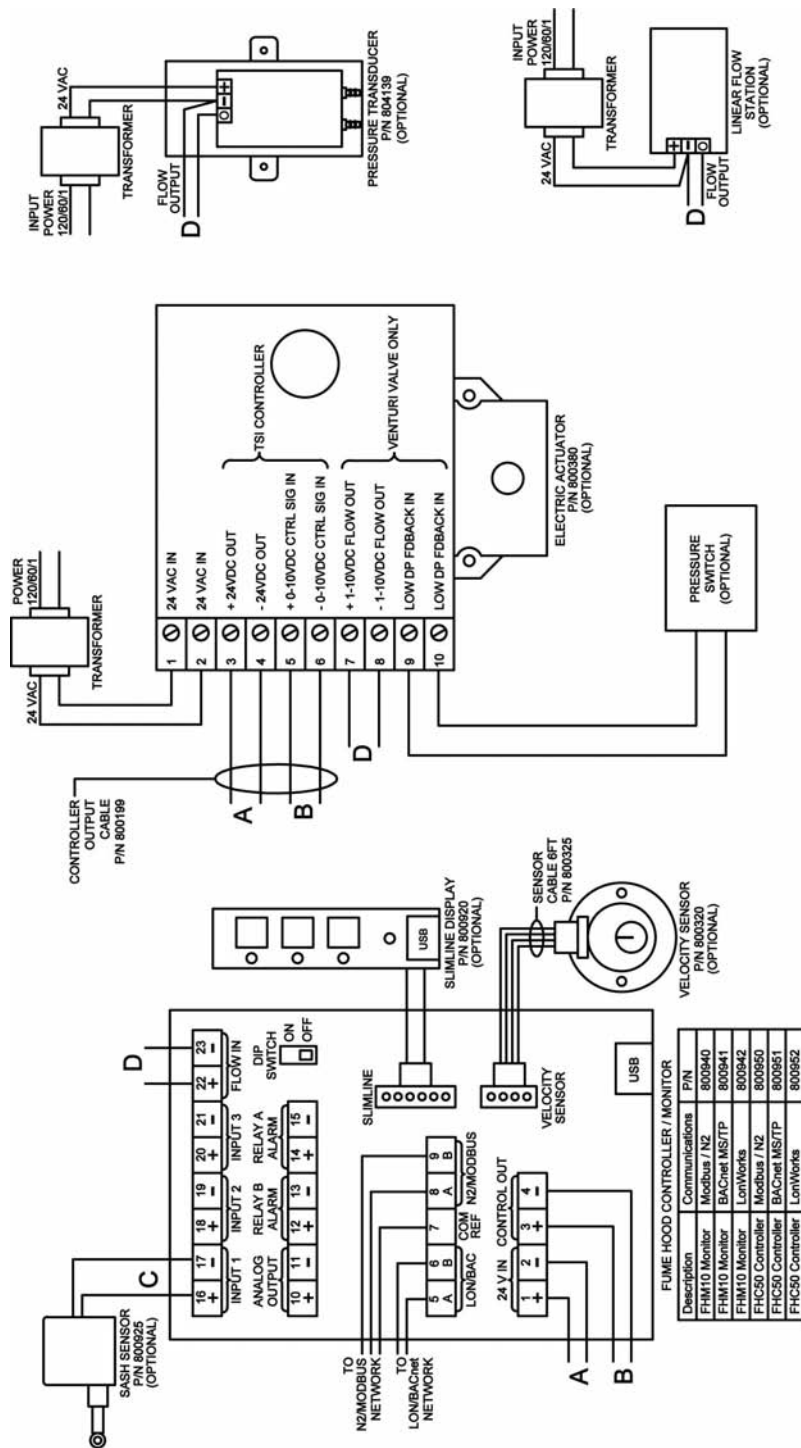 SASH SENSOR
P/N 800925
(OPTIONAL)
C
D
16 17 18 19 20 21 22 23
+ − + − + − + −
INPUT 1 INPUT 2 INPUT 3 FLOW IN
ANALOG
OUTPUT
RELAY B
ALARM
RELAY A
ALARM
10 11 12 13 14 15
+ − + − + −
DIP
SWITCH
ON
OFF
SLIMLINE
TO
N2/MODBUS
NETWORK
TO
LON/BACnet
NETWORK
5 6 7 8 9
A B A B
LON/BAC
COM
REF
N2/MODBUS
VELOCITY
SENSOR
24 V IN CONTROL OUT
1 2 3 4
+ − + −
USB
A
B
FUME HOOD CONTROLLER / MONITOR
Description Communications P/N
FHM10 Monitor Modbus / N2 800940
FHM10 Monitor BACnet MS/TP 800941
FHM10 Monitor LonWorks 800942
FHC50 Controller Modbus / N2 800950
FHC50 Controller BACnet MS/TP 800951
FHC50 Controller LonWorks 800952
USB
SLIMLINE DISPLAY
P/N 800920
(OPTIONAL)
SENSOR
CABLE 6FT
P/N 800325
VELOCITY SENSOR
P/N 800320
(OPTIONAL)
CONTROLLER
OUTPUT
CABLE
P/N 800199
A
B
D
24 VAC
POWER
120/60/1
TRANSFORMER
1 24 VAC IN
2 24 VAC IN
3 + 24VDC OUT
4 - 24VDC OUT
5 + 0-10VDC CTRL SIG IN
6 - 0-10VDC CTRL SIG IN
7 + 1-10VDC FLOW OUT
8 - 1-10VDC FLOW OUT
9 LOW DP FDBACK IN
10 LOW DP FDBACK IN
TSI CONTROLLER
VENTURI VALVE ONLY
ELECTRIC ACTUATOR
P/N 800380
(OPTIONAL)
PRESSURE
SWITCH
(OPTIONAL)
INPUT
POWER
120/60/1
24 VAC
TRANSFORMER
FLOW
OUTPUT
D
O − +
PRESSURE TRANSDUCER
P/N 804139
(OPTIONAL)
INPUT
POWER
120/60/1
24 VAC
TRANSFORMER
+ − O
D
FLOW
OUTPUT
LINEAR FLOW
STATION
(OPTIONAL)